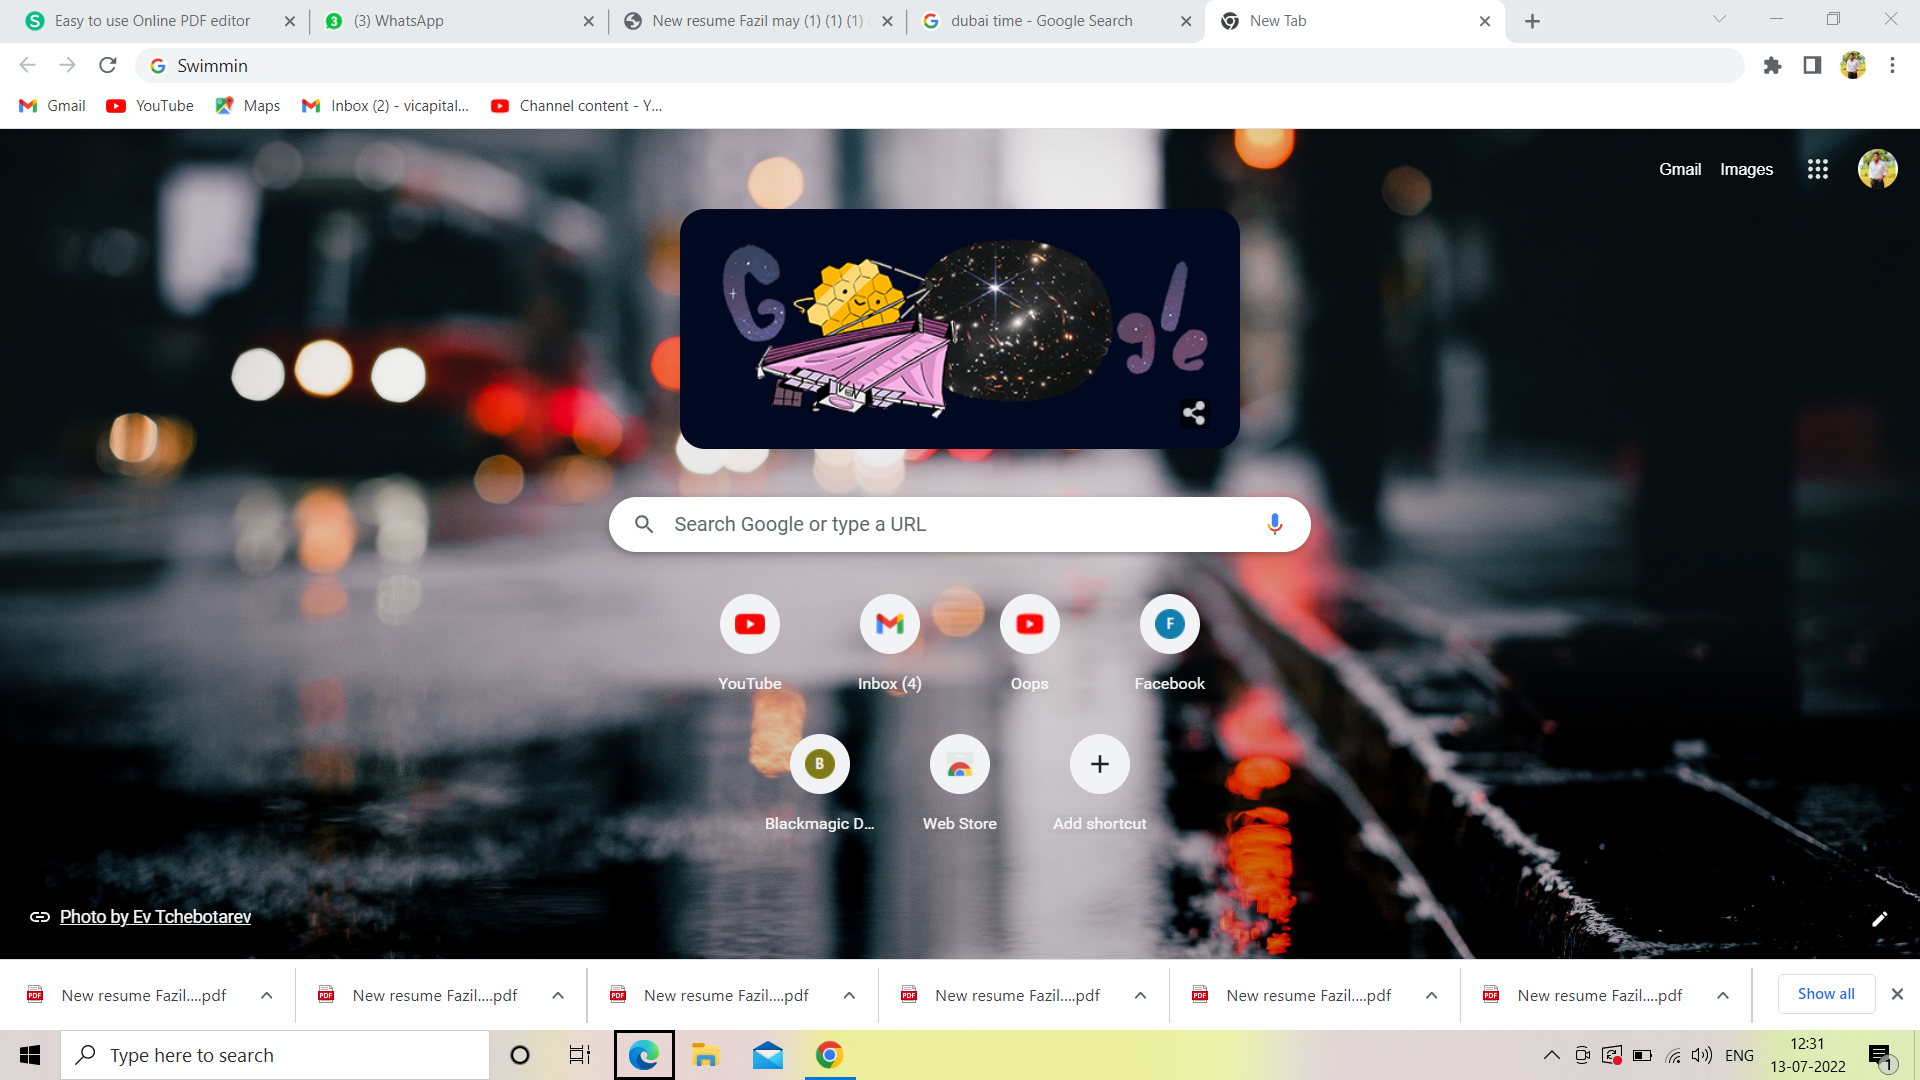 Easy to use Online PDF editor
(3) WhatsApp
New resume Fazil may (1) (1) (1)
dubai time - Google Search
New Tab
Swimmin
Gmail
YouTube
Maps
Inbox (2) - vicapital...
Channel content - Y...
Gmail
Images
G gle
Search Google or type a URL
YouTube
Inbox (4)
Oops
F
Facebook
B
Blackmagic D...
Web Store
Add shortcut
Photo by Ev Tchebotarev
New resume Fazil....pdf
New resume Fazil....pdf
New resume Fazil....pdf
New resume Fazil....pdf
New resume Fazil....pdf
New resume Fazil....pdf
Show all
Type here to search
ENG
12:31
13-07-2022
1